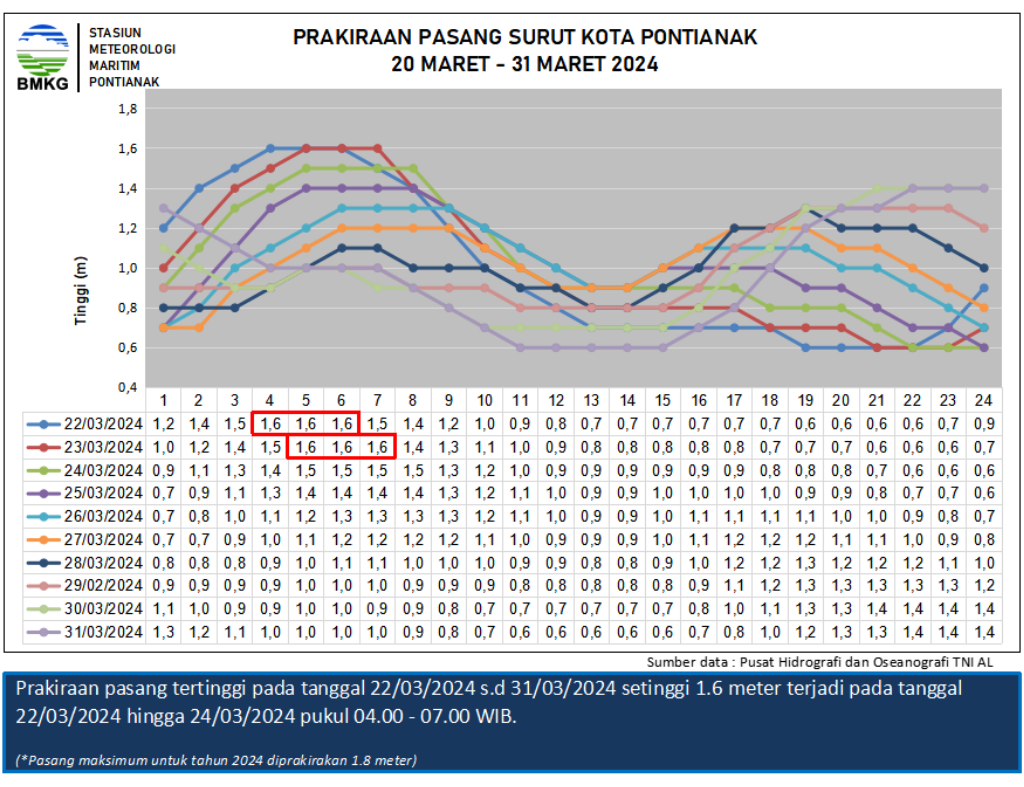 BMKG
STASIUN
METEOROLOGI
MARITIM
PONTIANAK
PRAKIRAAN PASANG SURUT KOTA PONTIANAK
20 MARET - 31 MARET 2024
Tinggi (m)
1,8
1,6
1,4
1,2
1,0
0,8
0,6
0,4
1 2 3 4 5 6 7 8 9 10 11 12 13 14 15 16 17 18 19 20 21 22 23 24
22/03/2024 1,2 1,4 1,5 1,6 1,6 1,6 1,5 1,4 1,2 1,0 0,9 0,8 0,7 0,7 0,7 0,7 0,7 0,7 0,6 0,6 0,6 0,6 0,7 0,9
23/03/2024 1,0 1,2 1,4 1,5 1,6 1,6 1,6 1,4 1,3 1,1 1,0 0,9 0,8 0,8 0,8 0,8 0,8 0,7 0,7 0,7 0,6 0,6 0,6 0,7
24/03/2024 0,9 1,1 1,3 1,4 1,5 1,5 1,5 1,5 1,3 1,2 1,0 0,9 0,9 0,9 0,9 0,9 0,9 0,8 0,8 0,8 0,7 0,6 0,6 0,6
25/03/2024 0,7 0,9 1,1 1,3 1,4 1,4 1,4 1,4 1,3 1,2 1,1 1,0 0,9 0,9 1,0 1,0 1,0 1,0 0,9 0,9 0,8 0,7 0,7 0,6
26/03/2024 0,7 0,8 1,0 1,1 1,2 1,3 1,3 1,3 1,3 1,2 1,1 1,0 0,9 0,9 1,0 1,1 1,1 1,1 1,1 1,0 1,0 0,9 0,8 0,7
27/03/2024 0,7 0,7 0,9 1,0 1,1 1,2 1,2 1,2 1,2 1,1 1,0 0,9 0,9 0,9 1,0 1,1 1,2 1,2 1,2 1,1 1,1 1,0 0,9 0,8
28/03/2024 0,8 0,8 0,8 0,9 1,0 1,1 1,1 1,0 1,0 1,0 0,9 0,9 0,8 0,8 0,9 1,0 1,2 1,2 1,3 1,2 1,2 1,2 1,1 1,0
29/02/2024 0,9 0,9 0,9 0,9 1,0 1,0 1,0 0,9 0,9 0,9 0,8 0,8 0,8 0,8 0,8 0,9 1,1 1,2 1,3 1,3 1,3 1,3 1,3 1,2
30/03/2024 1,1 1,0 0,9 0,9 1,0 1,0 0,9 0,9 0,8 0,7 0,7 0,7 0,7 0,7 0,7 0,8 1,0 1,1 1,3 1,3 1,4 1,4 1,4 1,4
31/03/2024 1,3 1,2 1,1 1,0 1,0 1,0 1,0 0,9 0,8 0,7 0,6 0,6 0,6 0,6 0,6 0,7 0,8 1,0 1,2 1,3 1,3 1,4 1,4 1,4
Sumber data : Pusat Hidrografi dan Oseanografi TNI AL
Prakiraan pasang tertinggi pada tanggal 22/03/2024 s.d 31/03/2024 setinggi 1.6 meter terjadi pada tanggal
22/03/2024 hingga 24/03/2024 pukul 04.00 - 07.00 WIB.
(*Pasang maksimum untuk tahun 2024 diprakirakan 1.8 meter)